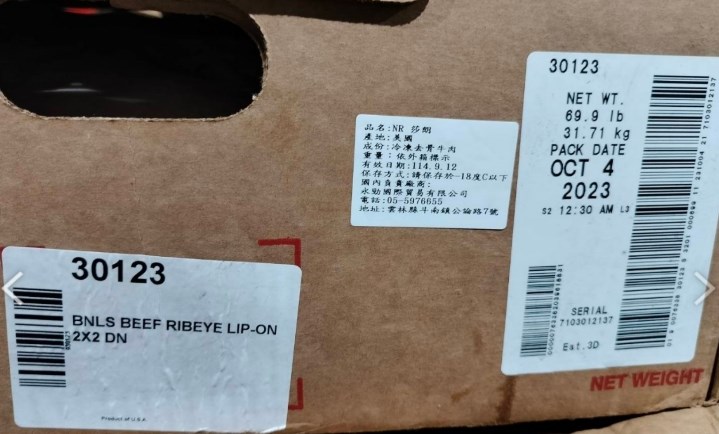 30123
BNLS BEEF RIBEYE LIP-ON
2X2 DN
Product of U.S.A
品名:NR 莎朗
產地:美國
成份:冷凍去骨牛肉
重量:依外箱標示
有效日期:114.9.12
保存方式:請保存於-18度C以下
國內負責廠商:
永勁國際貿易有限公司
電話:05-5976655
地址:雲林縣斗南鎮公論路7號
30123
NET WT.
69.9 lb
31.71 kg
PACK DATE
OCT 4
2023
S2 12:30 AM L3
SERIAL
7103012137
Est.3D
NET WEIGHT